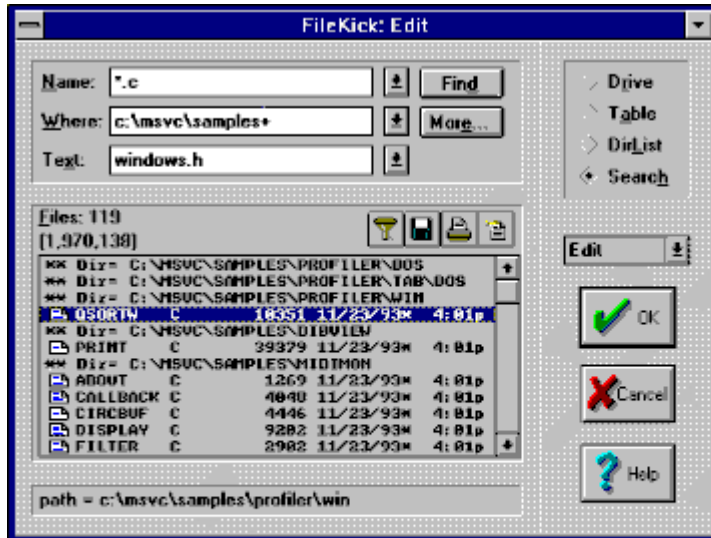 FileKick: Edit
Name: *.c Find
Where: c:\msvc\samples+ More...
Text: windows.h
Drive
Table
DirList
Search
Files: 119
[1,970,138]
** Dir= C:\MSVC\SAMPLES\PROFILER\DOS
** Dir= C:\MSVC\SAMPLES\PROFILER\TAB\DOS
** Dir= C:\MSVC\SAMPLES\PROFILER\WIN
QSORTW C 10351 11/23/93* 4:01p
** Dir= C:\MSVC\SAMPLES\DIBVIEW
PRINT C 39379 11/23/93* 4:01p
** Dir= C:\MSVC\SAMPLES\MIDIMON
ABOUT C 1269 11/23/93* 4:01p
CALLBACK C 4040 11/23/93* 4:01p
CIRCBUF C 4446 11/23/93* 4:01p
DISPLAY C 9202 11/23/93* 4:01p
FILTER C 2902 11/23/93* 4:01p
path = c:\msvc\samples\profiler\win
Edit
OK
Cancel
Help